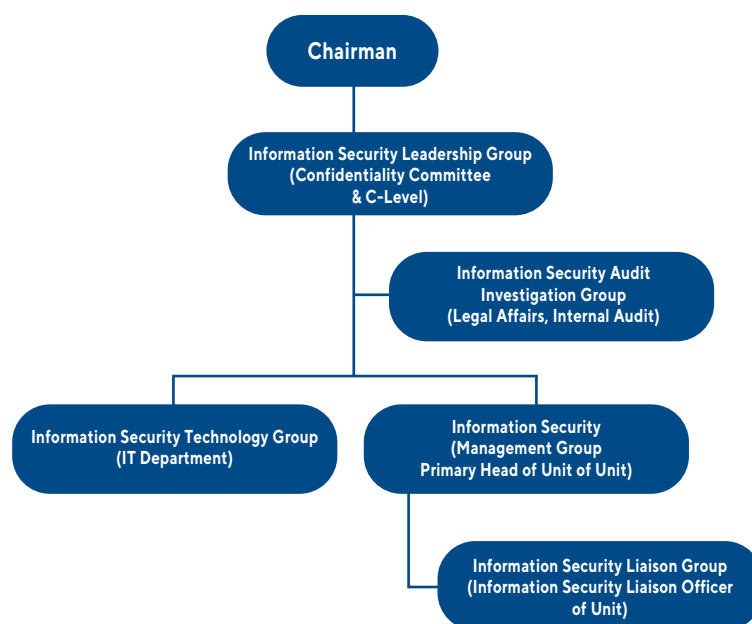 Chairman
Information Security Leadership Group
(Confidentiality Committee
& C-Level)
Information Security Audit
Investigation Group
(Legal Affairs, Internal Audit)
Information Security Technology Group
(IT Department)
Information Security
(Management Group
Primary Head of Unit of Unit)
Information Security Liaison Group
(Information Security Liaison Officer
of Unit)